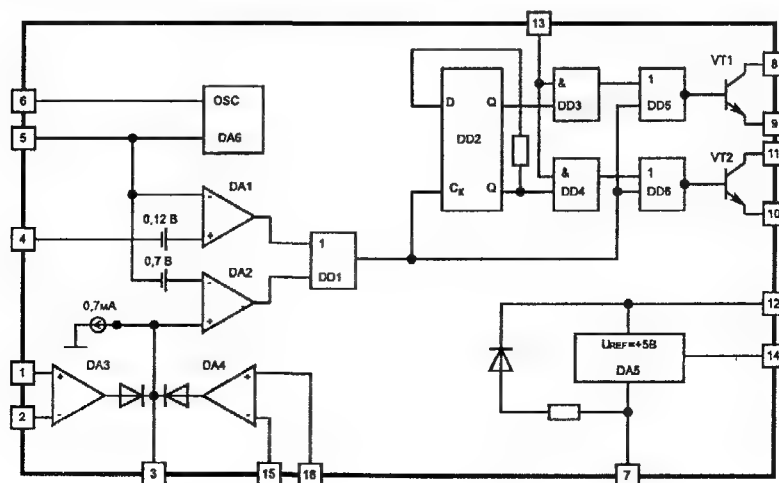 13
VT1
8
6
OSC
&
1
D
Q
5
DA6
DD3
DD5
9
DD2
11
VT2
DA1
&
1
0,12 В
Cк
Q
DD4
DD6
10
4
0,7 В
DA2
1
DD1
12
0,7мА
UREF=+5В
14
1
DA3
DA4
DA5
2
3
15
16
7